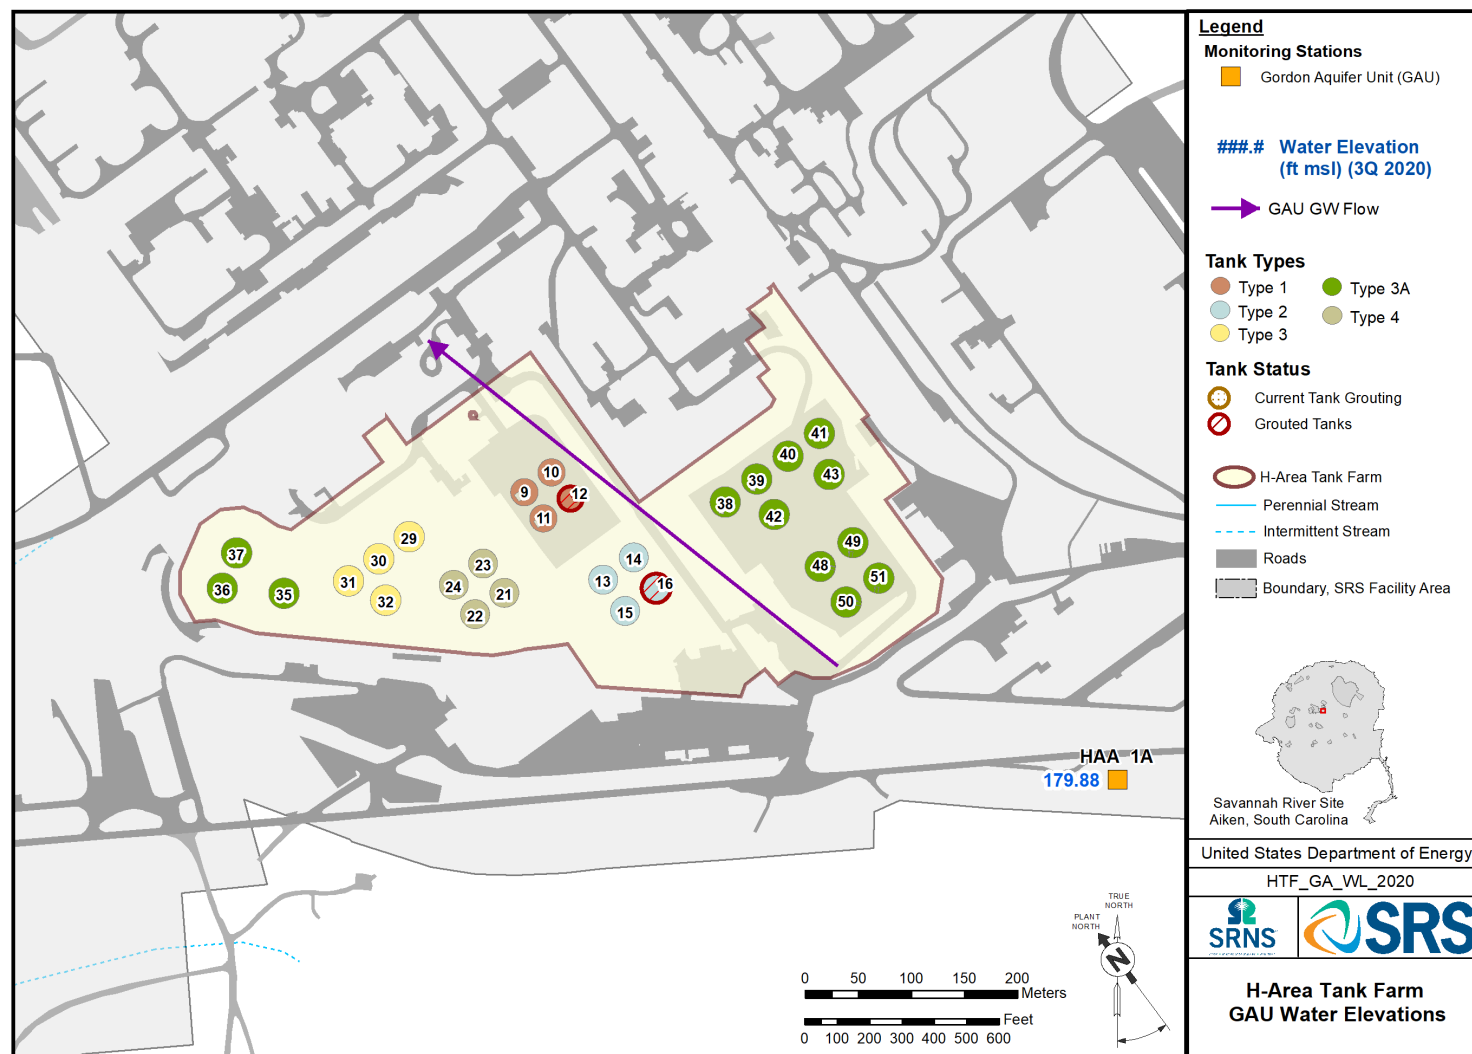 Legend
Monitoring Stations
Gordon Aquifer Unit (GAU)
###.# Water Elevation
(ft msl) (3Q 2020)
GAU GW Flow
Tank Types
Type 1
Type 3A
Type 2
Type 4
Type 3
Tank Status
Current Tank Grouting
Grouted Tanks
H-Area Tank Farm
Perennial Stream
Intermittent Stream
Roads
Boundary, SRS Facility Area
Savannah River Site
Aiken, South Carolina
United States Department of Energy
HTF_GA_WL_2020
SRNS
SRS
H-Area Tank Farm
GAU Water Elevations
41
40
43
39
38
42
10
9
12
11
49
48
51
50
14
13
16
15
29
30
31
32
23
24
21
22
37
36
35
HAA 1A
179.88
TRUE
NORTH
PLANT
NORTH
N
0 50 100 150 200
Meters
Feet
0 100 200 300 400 500 600